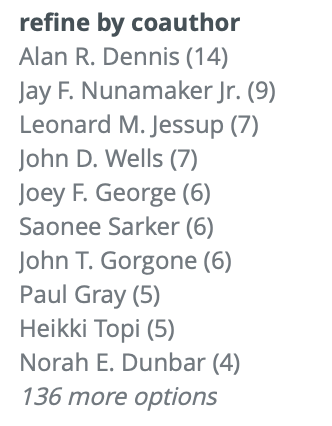 refine by coauthor
Alan R. Dennis (14)
Jay F. Nunamaker Jr. (9)
Leonard M. Jessup (7)
John D. Wells (7)
Joey F. George (6)
Saonee Sarker (6)
John T. Gorgone (6)
Paul Gray (5)
Heikki Topi (5)
Norah E. Dunbar (4)
136 more options